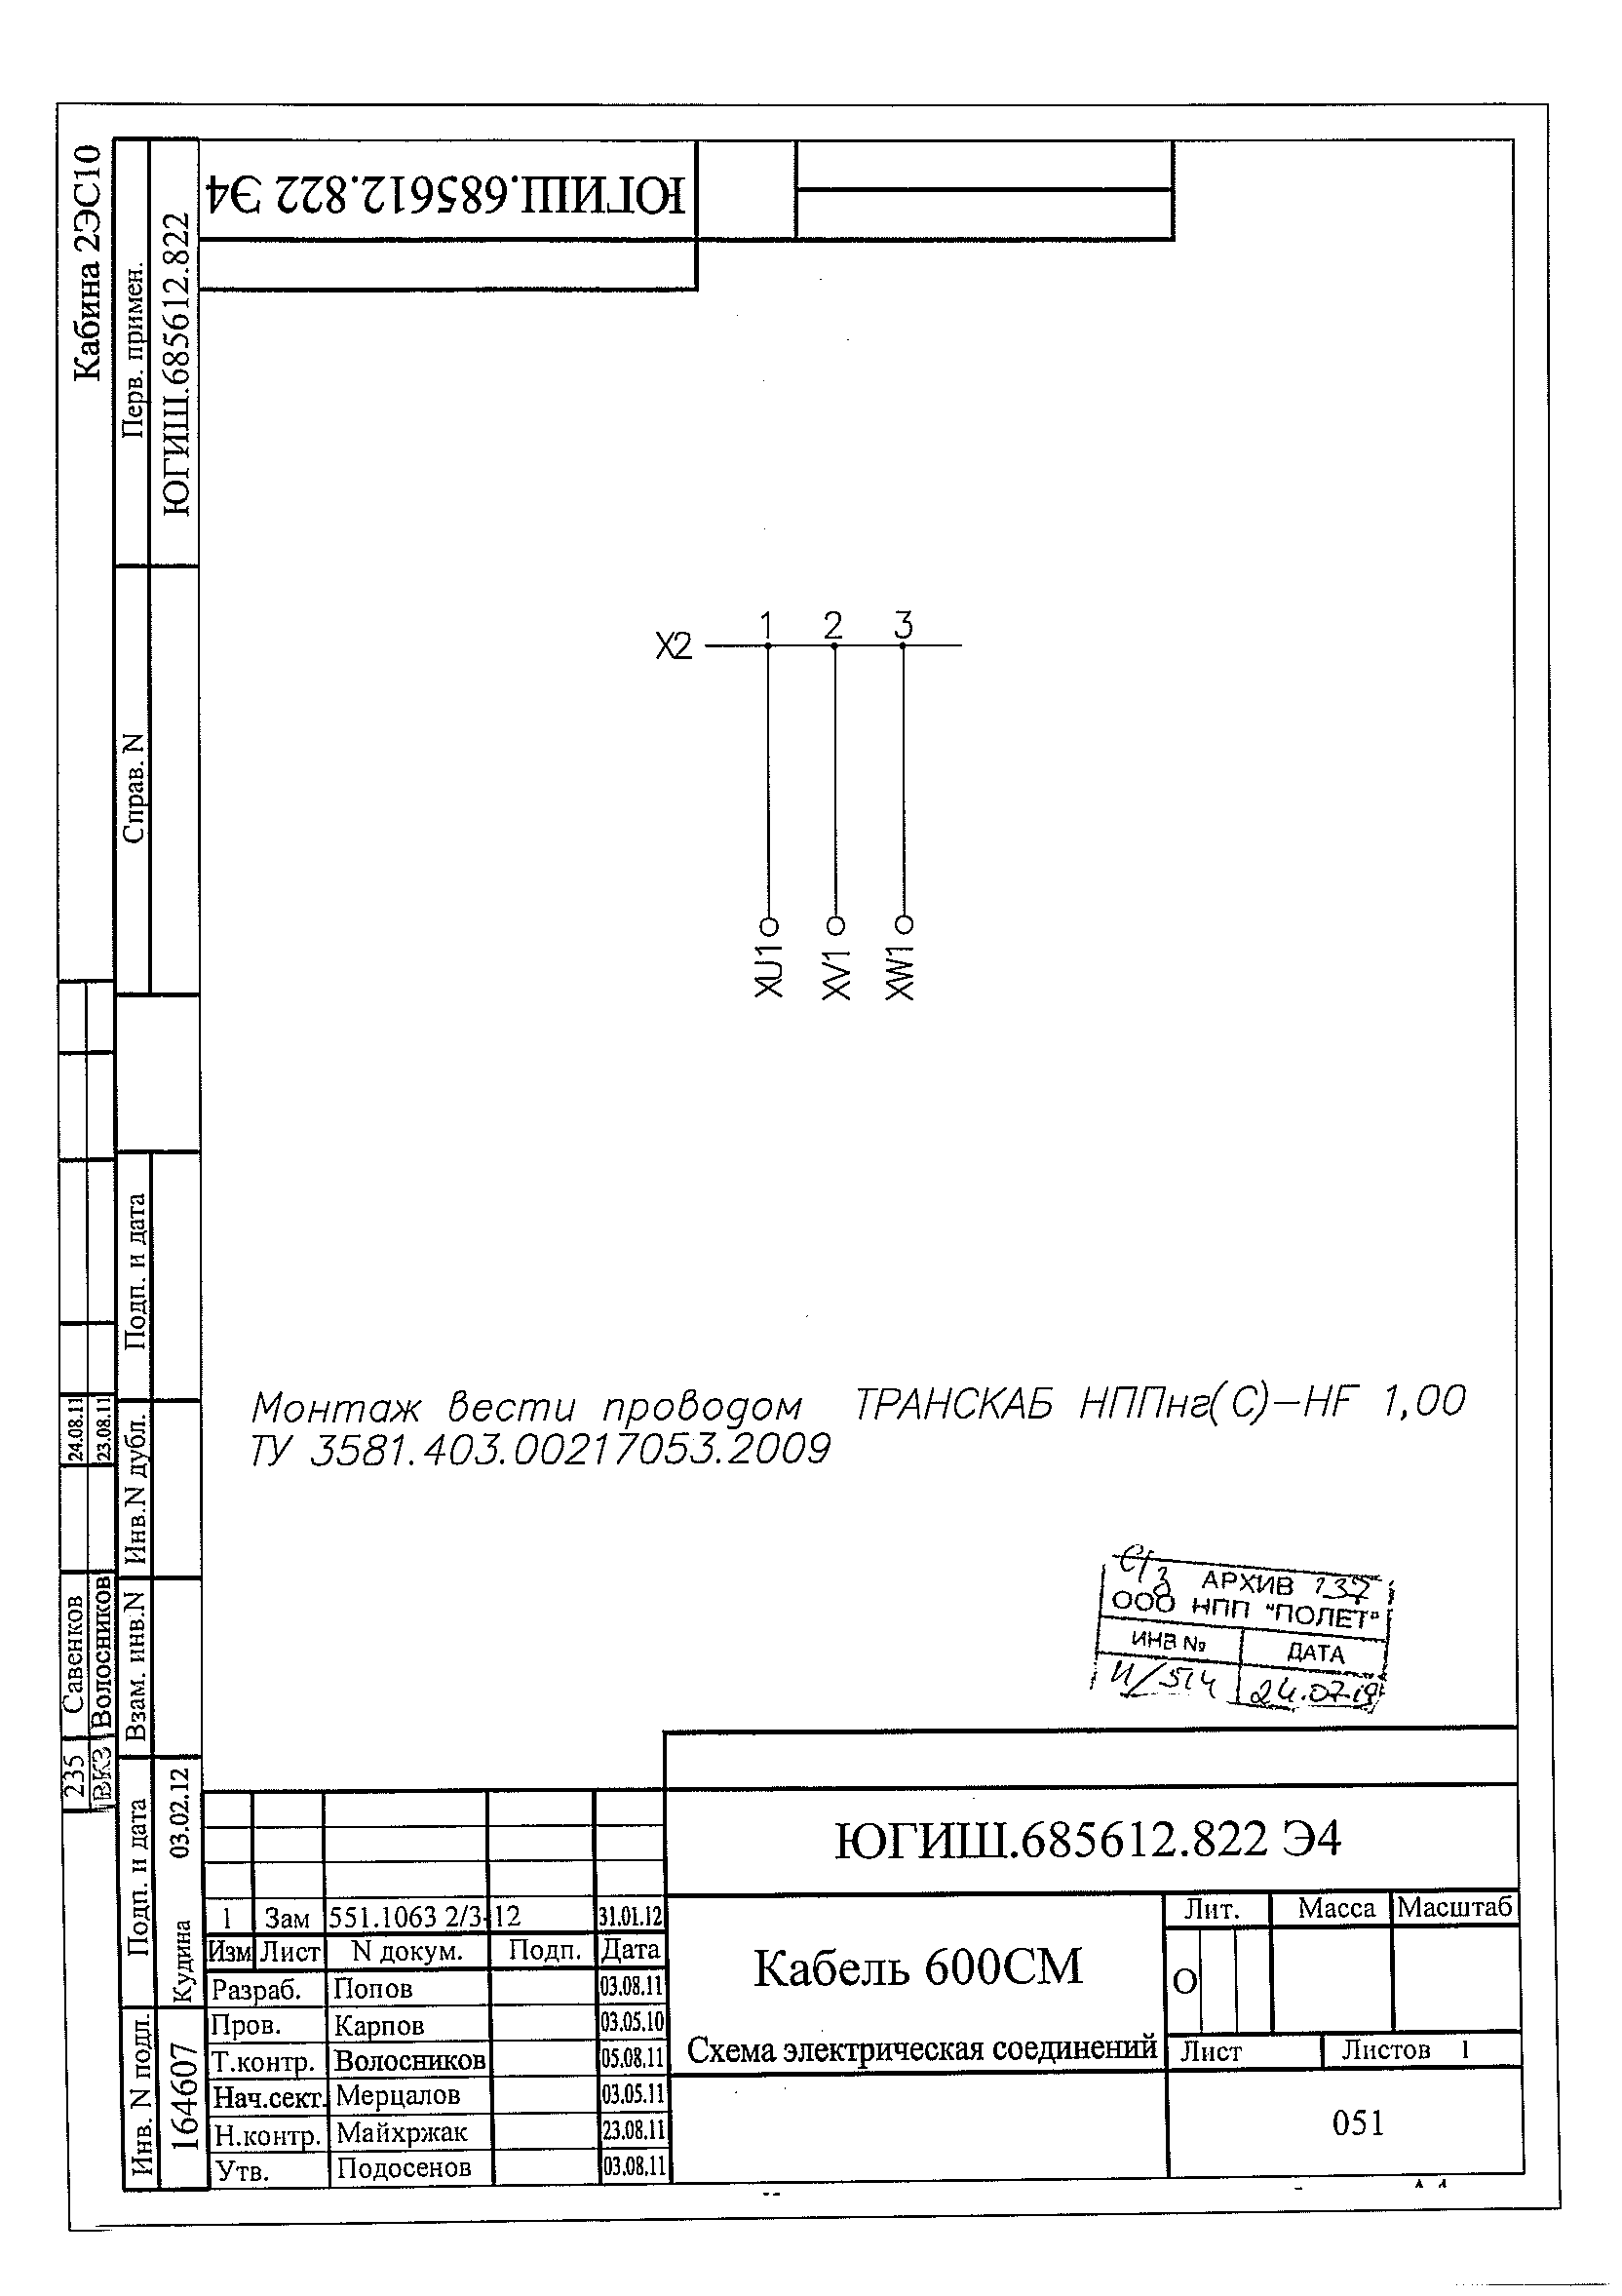 Кабина 2ЭС10
Перв. примен.
ЮГИШ.685612.822
ЮГИШ.685612.822 Э4
Справ. N
X2
1 2 3
XU1 XV1 XW1
Подп. и дата
Инв.N дубл.
Взам. инв.N
Подп. и дата
Кудина 03.02.12
Инв. N подл.
164607
235 Савенков 24.08.11
ВКЗ Волосников 23.08.11
Монтаж вести проводом ТРАНСКАБ НППнг(С)-HF 1,00
ТУ 3581.403.00217053.2009
АРХИВ 137
ООО НПП "ПОЛЕТ"
ИНВ № ДАТА
И/514 24.07.19
ЮГИШ.685612.822 Э4
1 Зам 551.1063 2/3-12 31.01.12
Изм Лист N докум. Подп. Дата
Разраб. Попов 03.08.11
Пров. Карпов 03.05.10
Т.контр. Волосников 05.08.11
Нач.сект. Мерцалов 03.05.11
Н.контр. Майхржак 23.08.11
Утв. Подосенов 03.08.11
Кабель 600СМ
Схема электрическая соединений
Лит. Масса Масштаб
О
Лист Листов 1
051